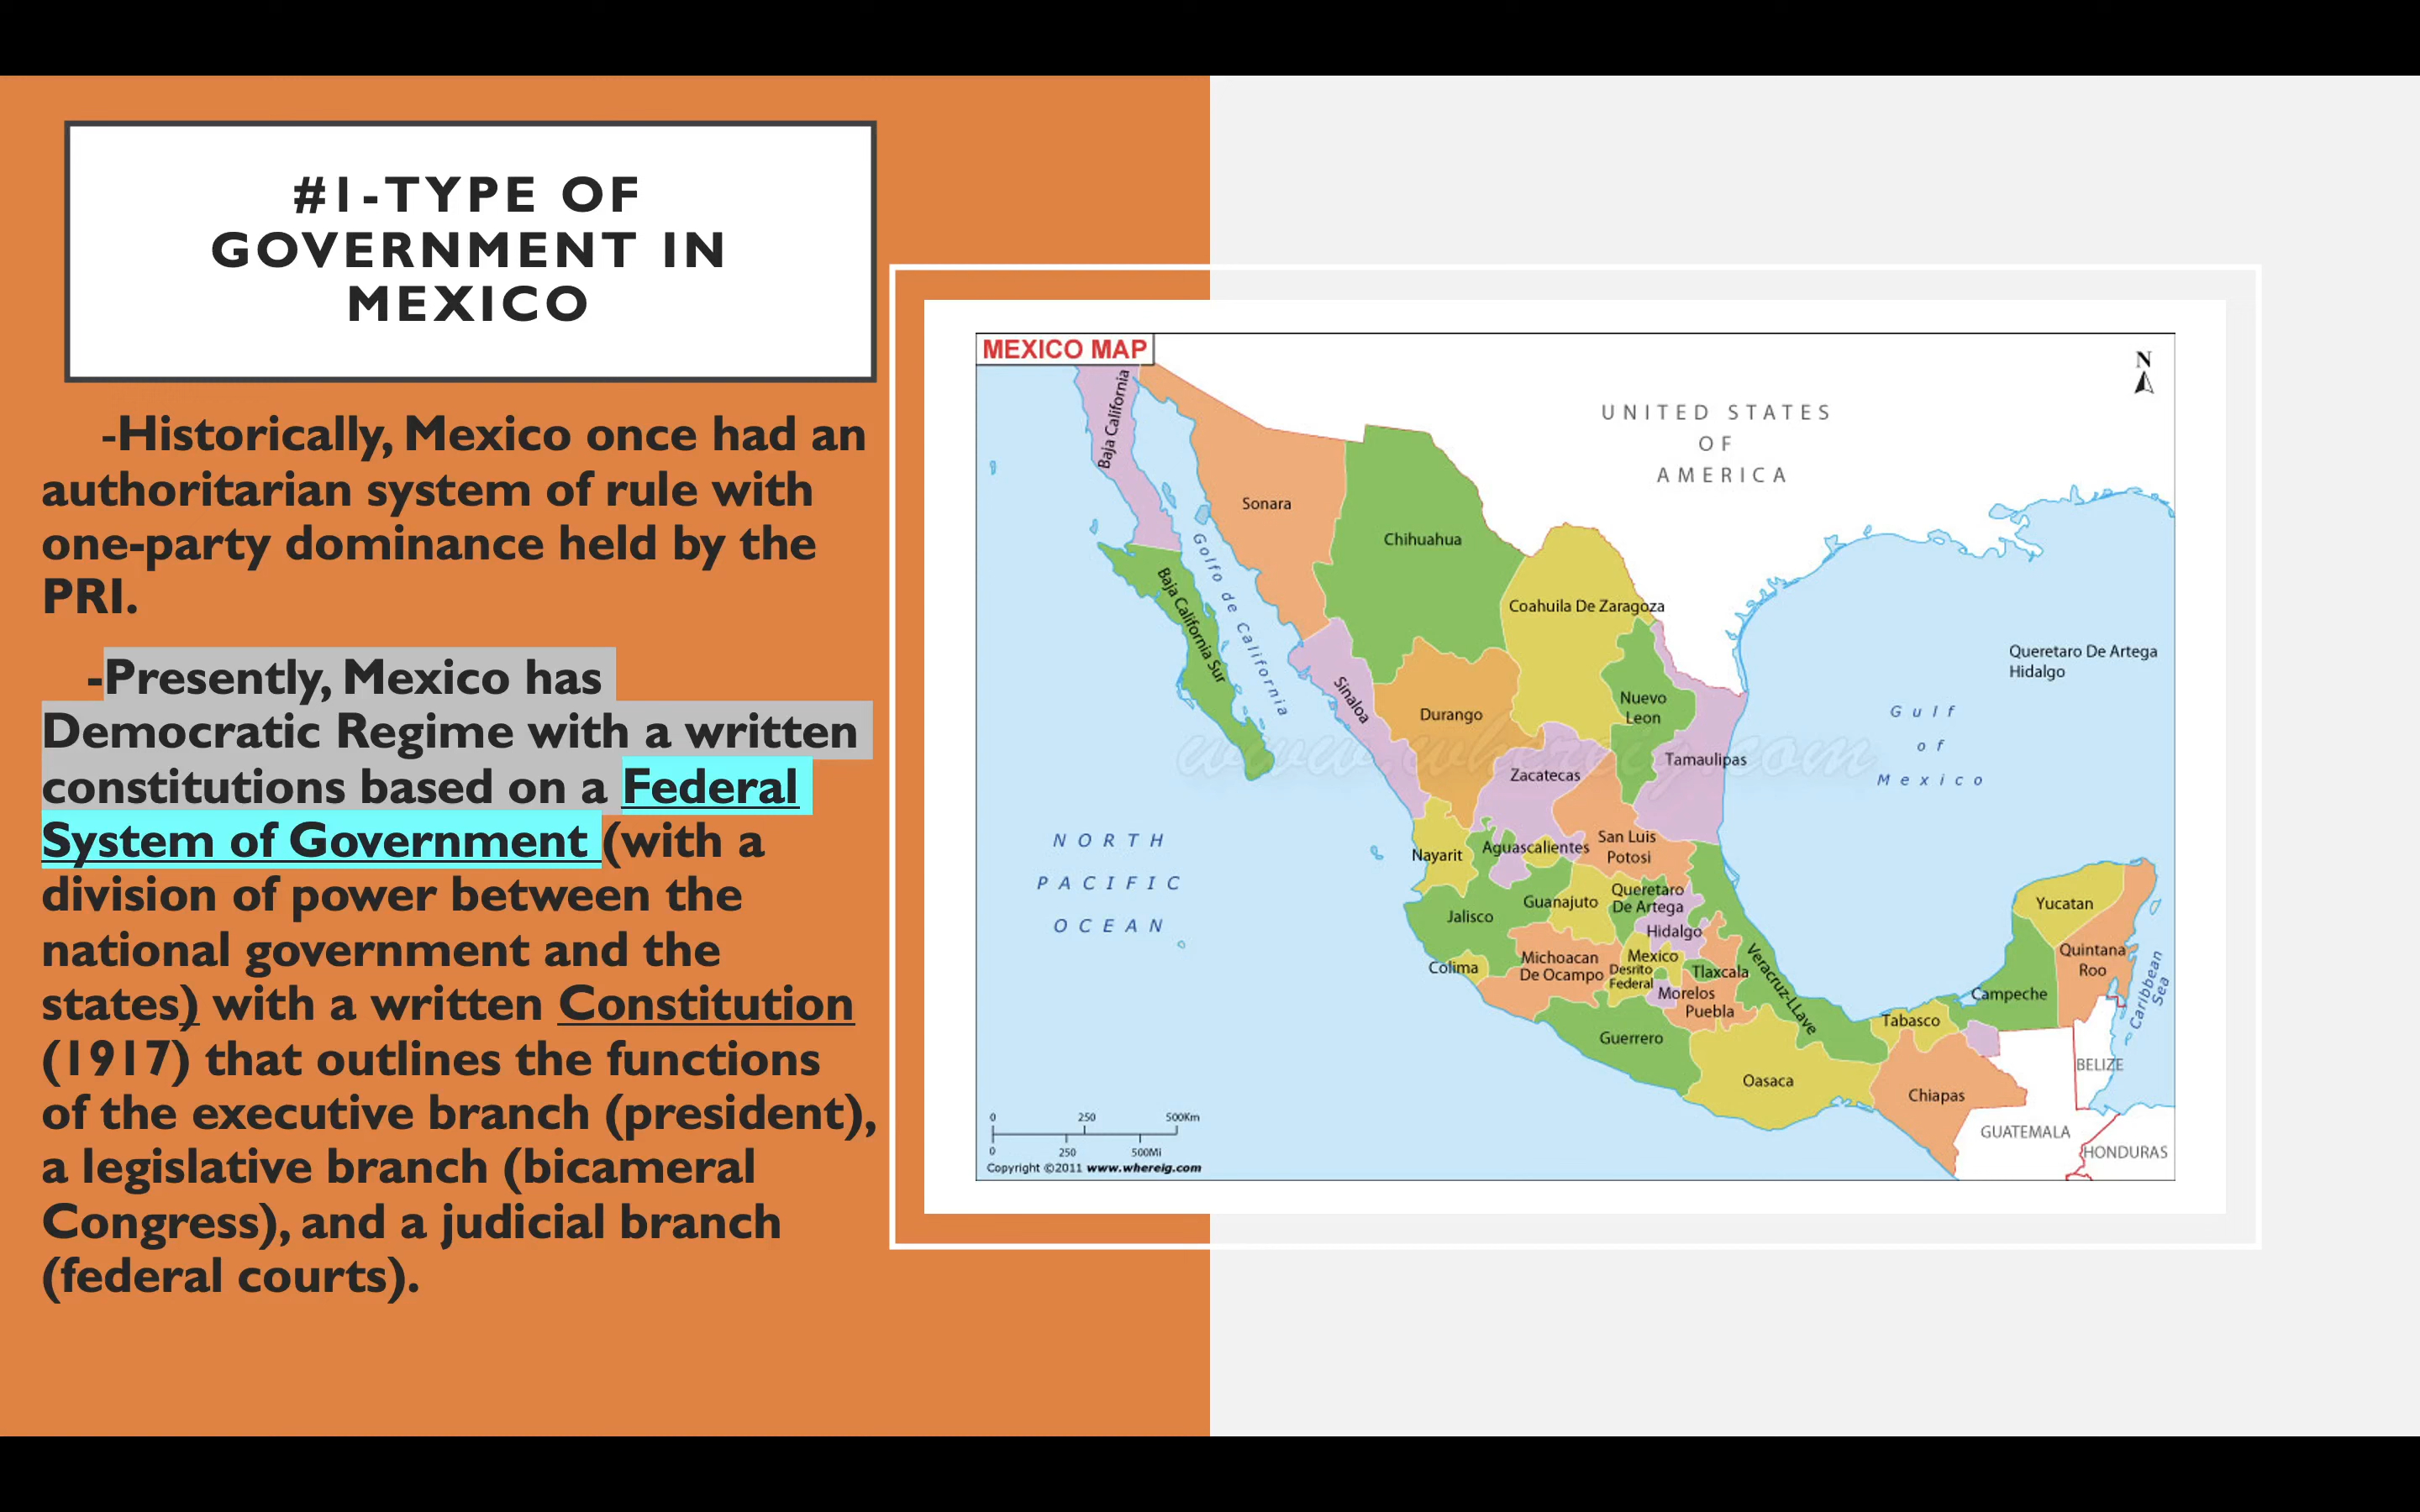 #1-TYPE OF
GOVERNMENT IN
MEXICO
-Historically, Mexico once had an
authoritarian system of rule with
one-party dominance held by the
PRI.
-Presently, Mexico has
Democratic Regime with a written
constitutions based on a Federal
System of Government (with a
division of power between the
national government and the
states) with a written Constitution
(1917) that outlines the functions
of the executive branch (president),
a legislative branch (bicameral
Congress), and a judicial branch
(federal courts).
MEXICO MAP
N
UNITED STATES
OF
AMERICA
Baja California
Sonara
Chihuahua
Coahuila De Zaragoza
Baja California Sur
Golfo de California
Sinaloa
Durango
Nuevo
Leon
Tamaulipas
Zacatecas
www.whereig.com
Queretaro De Artega
Hidalgo
Gulf
of
Mexico
NORTH
PACIFIC
OCEAN
Nayarit
Aguascalientes
San Luis
Potosi
Jalisco
Guanajuto
Queretaro
De Artega
Hidalgo
Colima
Michoacan
De Ocampo
Mexico
Desrito
Federal
Tlaxcala
Morelos
Puebla
Veracruz-LLave
Guerrero
Oasaca
Tabasco
Chiapas
Campeche
Yucatan
Quintana
Roo
Caribbean
Sea
BELIZE
GUATEMALA
HONDURAS
0 250 500Km
0 250 500Mi
Copyright ©2011 www.whereig.com